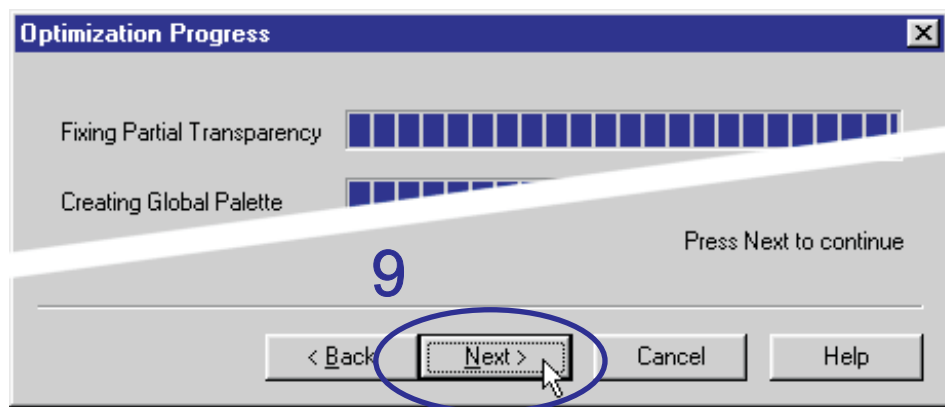 Optimization Progress
Fixing Partial Transparency
Creating Global Palette
Press Next to continue
9
< Back Next > Cancel Help